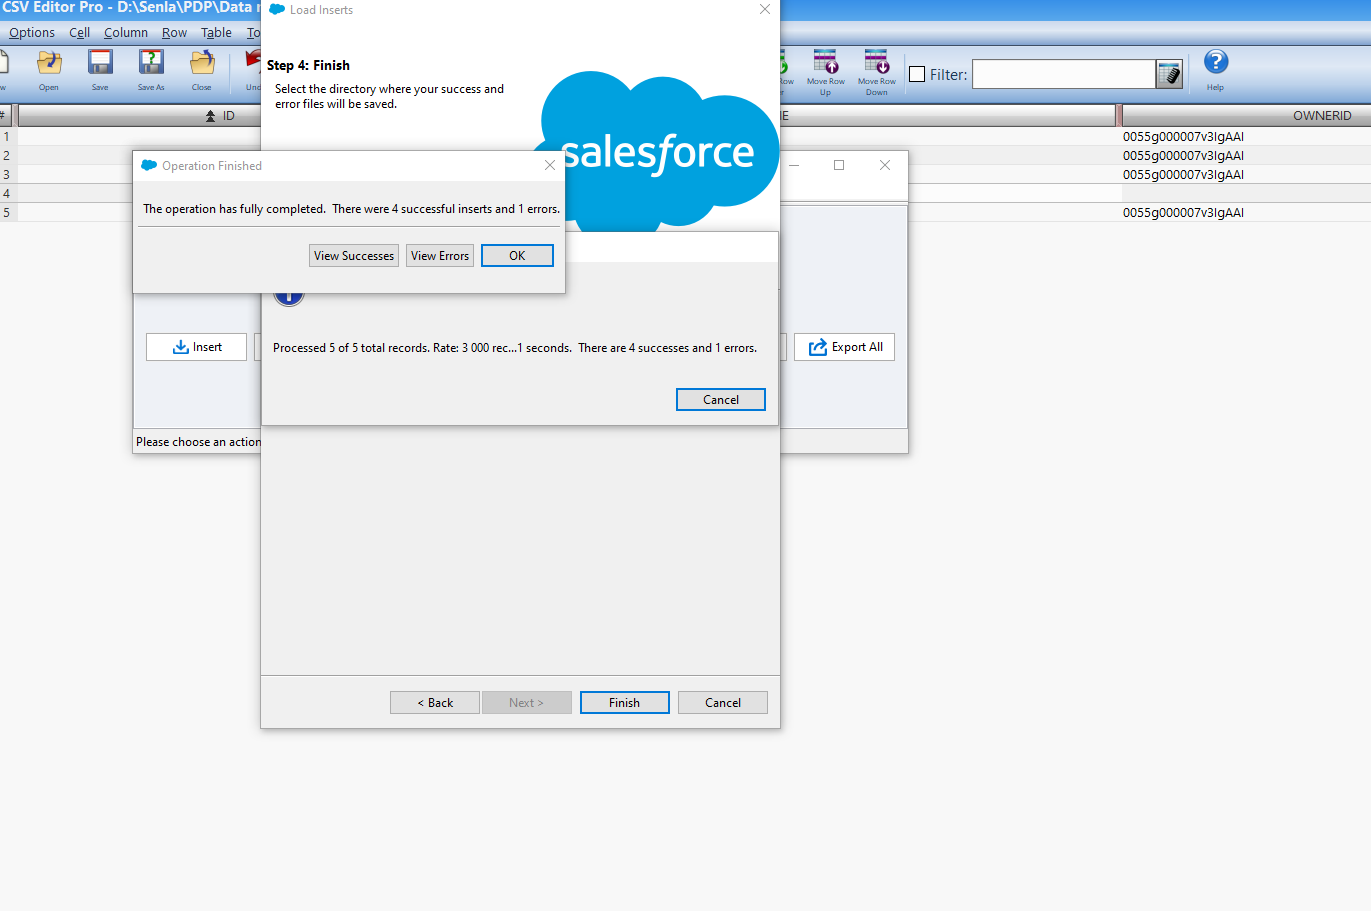 CSV Editor Pro - D:\Senla\PDP\Data
Load Inserts
Options Cell Column Row Table
Open Save Save As Close
Move Row Up
Move Row Down
Filter:
Help
Step 4: Finish
Select the directory where your success and
error files will be saved.
salesforce
# ID OWNERID
1 0055g000007v3IgAAI
2 0055g000007v3IgAAI
3 0055g000007v3IgAAI
4
5 0055g000007v3IgAAI
Operation Finished
The operation has fully completed. There were 4 successful inserts and 1 errors.
View Successes View Errors OK
Insert
Processed 5 of 5 total records. Rate: 3 000 rec...1 seconds. There are 4 successes and 1 errors.
Export All
Cancel
Please choose an action
< Back Next > Finish Cancel